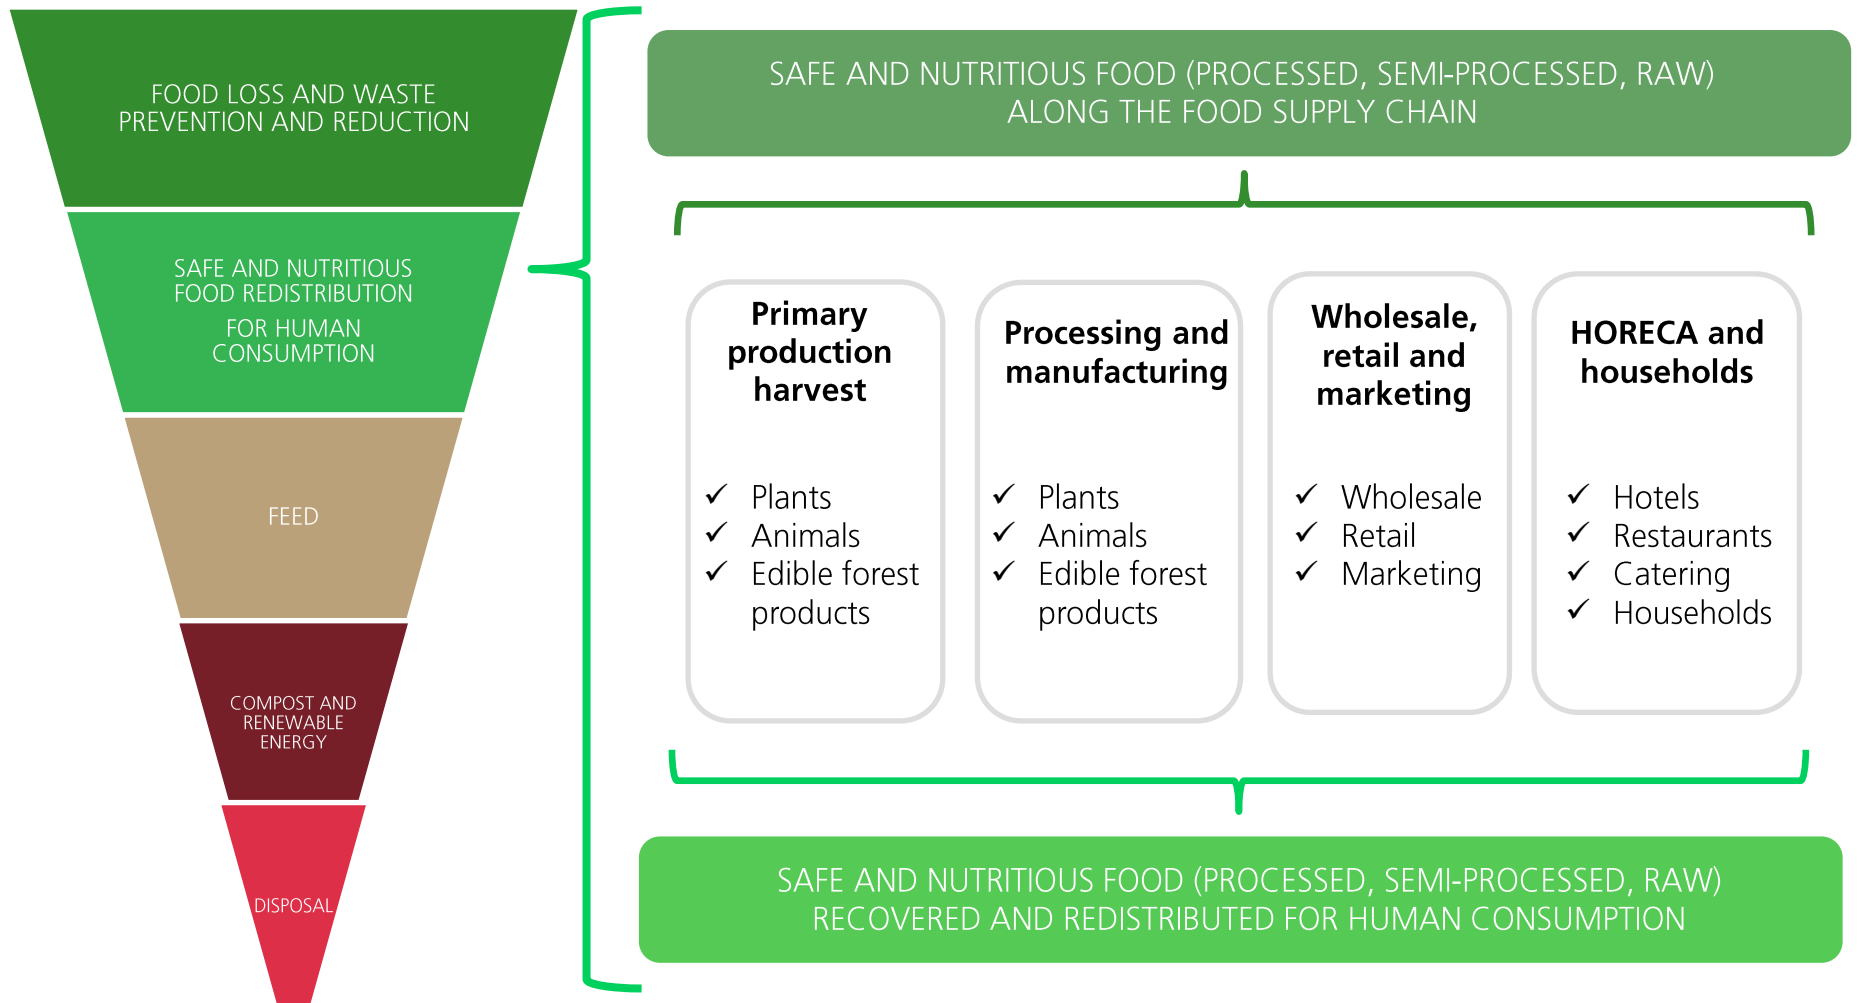 FOOD LOSS AND WASTE
PREVENTION AND REDUCTION
SAFE AND NUTRITIOUS
FOOD REDISTRIBUTION
FOR HUMAN
CONSUMPTION
FEED
COMPOST AND
RENEWABLE
ENERGY
DISPOSAL
SAFE AND NUTRITIOUS FOOD (PROCESSED, SEMI-PROCESSED, RAW)
ALONG THE FOOD SUPPLY CHAIN
Primary
production
harvest
✓ Plants
✓ Animals
✓ Edible forest
products
Processing and
manufacturing
✓ Plants
✓ Animals
✓ Edible forest
products
Wholesale,
retail and
marketing
✓ Wholesale
✓ Retail
✓ Marketing
HORECA and
households
✓ Hotels
✓ Restaurants
✓ Catering
✓ Households
SAFE AND NUTRITIOUS FOOD (PROCESSED, SEMI-PROCESSED, RAW)
RECOVERED AND REDISTRIBUTED FOR HUMAN CONSUMPTION